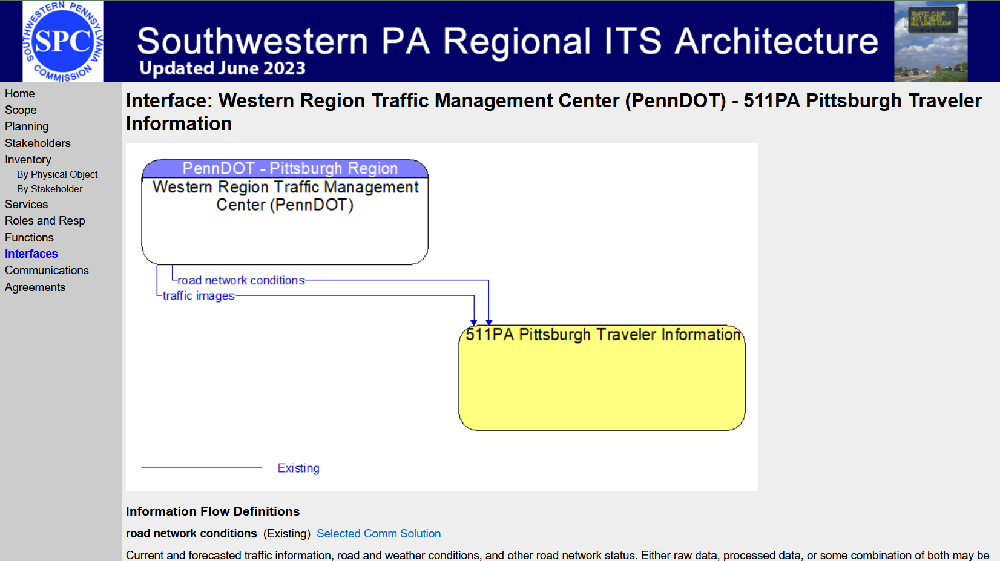 SOUTHWESTERN PENNSYLVANIA
SPC
COMMISSION
Southwestern PA Regional ITS Architecture
Updated June 2023
TRAFFIC CLEAR
NEXT 5 MILES
ALL LANES CLEAR
Home
Scope
Planning
Stakeholders
Inventory
By Physical Object
By Stakeholder
Services
Roles and Resp
Functions
Interfaces
Communications
Agreements
Interface: Western Region Traffic Management Center (PennDOT) - 511PA Pittsburgh Traveler
Information
PennDOT - Pittsburgh Region
Western Region Traffic Management
Center (PennDOT)
road network conditions
traffic images
511PA Pittsburgh Traveler Information
Existing
Information Flow Definitions
road network conditions (Existing) Selected Comm Solution
Current and forecasted traffic information, road and weather conditions, and other road network status. Either raw data, processed data, or some combination of both may be